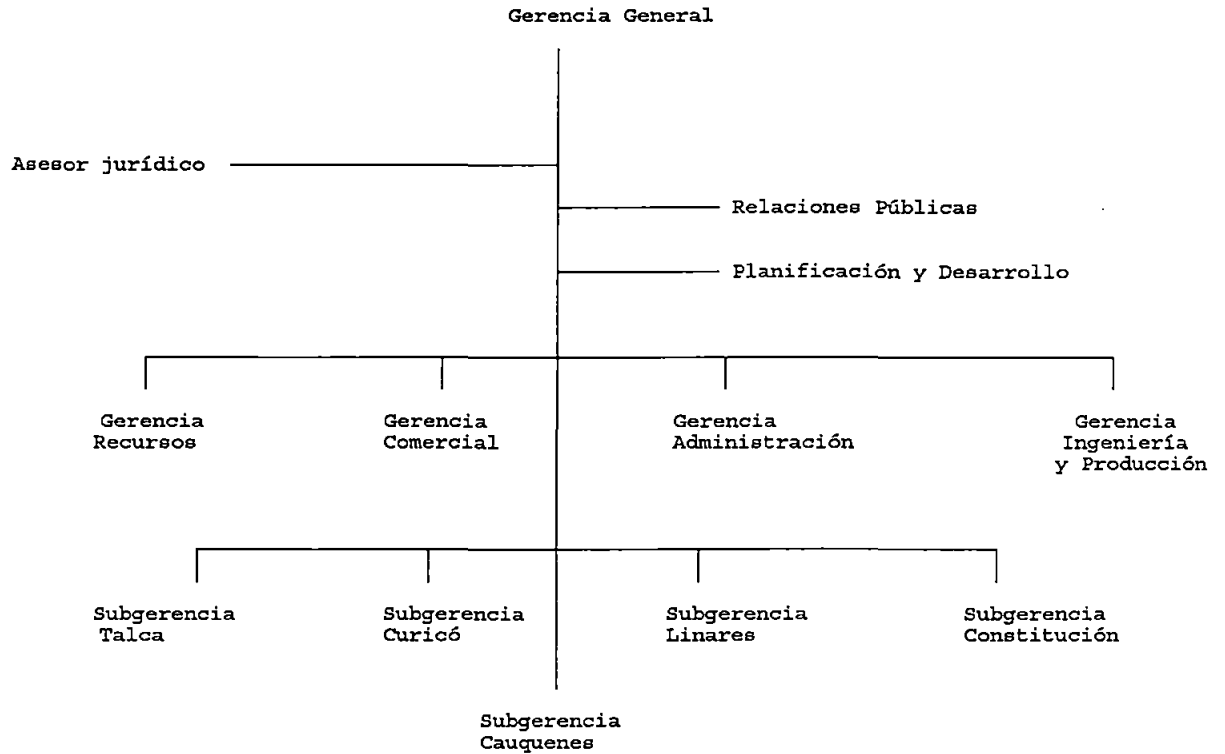 Gerencia General
Asesor jurídico
Relaciones Públicas
Planificación y Desarrollo
Gerencia
Recursos
Gerencia
Comercial
Gerencia
Administración
Gerencia
Ingeniería
y Producción
Subgerencia
Talca
Subgerencia
Curicó
Subgerencia
Linares
Subgerencia
Constitución
Subgerencia
Cauquenes